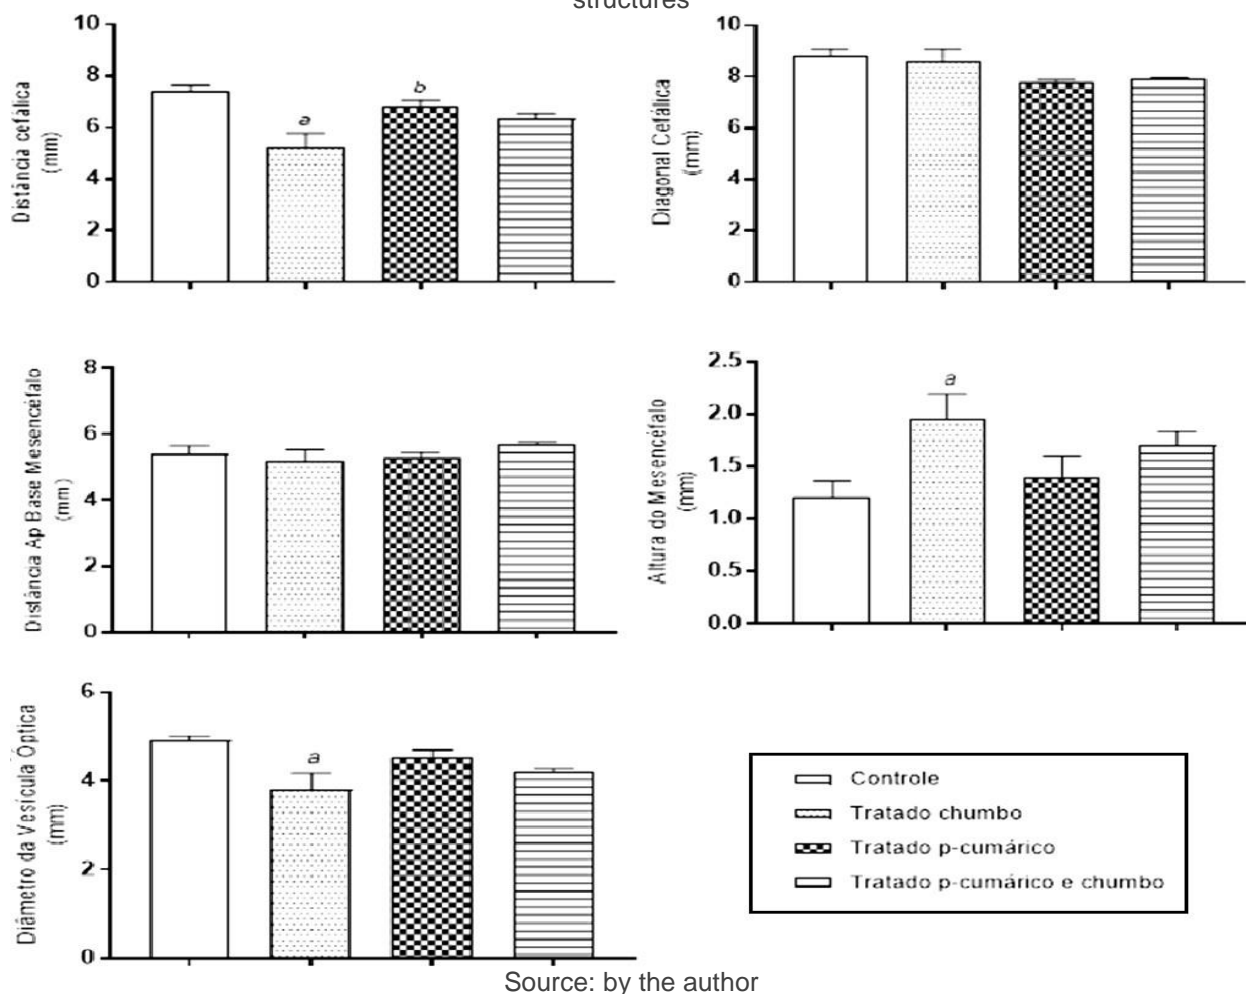 structures
Distância cefálica
(mm)
10
8
6
4
2
0
a
b
Diagonal Cefálica
(mm)
10
8
6
4
2
0
Distância Ap Base Mesencéfalo
(mm)
8
6
4
2
0
Altura do Mesencéfalo
(mm)
2.5
2.0
1.5
1.0
0.5
0.0
a
Diâmetro da Vesícula Óptica
(mm)
6
4
2
0
a
Controle
Tratado chumbo
Tratado p-cumárico
Tratado p-cumárico e chumbo
Source: by the author